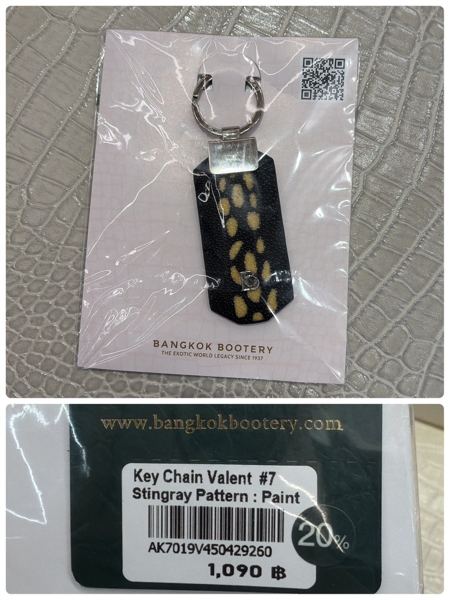 BANGKOK BOOTERY
THE EXOTIC WORLD LEGACY SINCE 1937
www.bangkokbootery.com
Key Chain Valent #7
Stingray Pattern : Paint
AK7019V450429260
20%
1,090 ฿